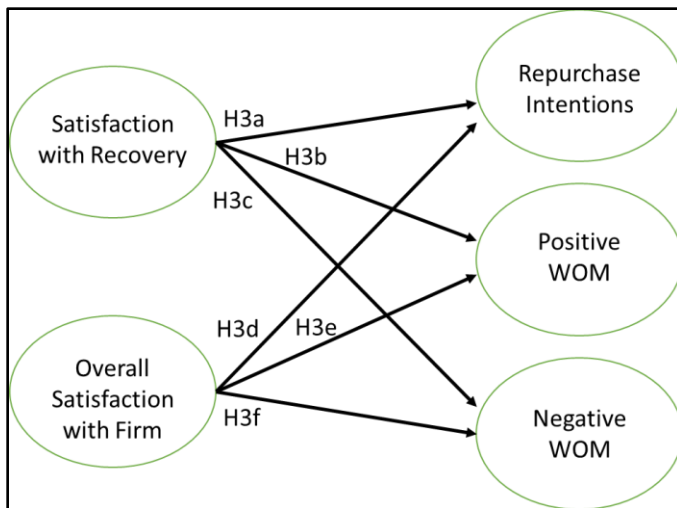 Satisfaction
with Recovery
H3a
H3b
H3c
Repurchase
Intentions
Positive
WOM
Overall
Satisfaction
with Firm
H3d
H3e
H3f
Negative
WOM